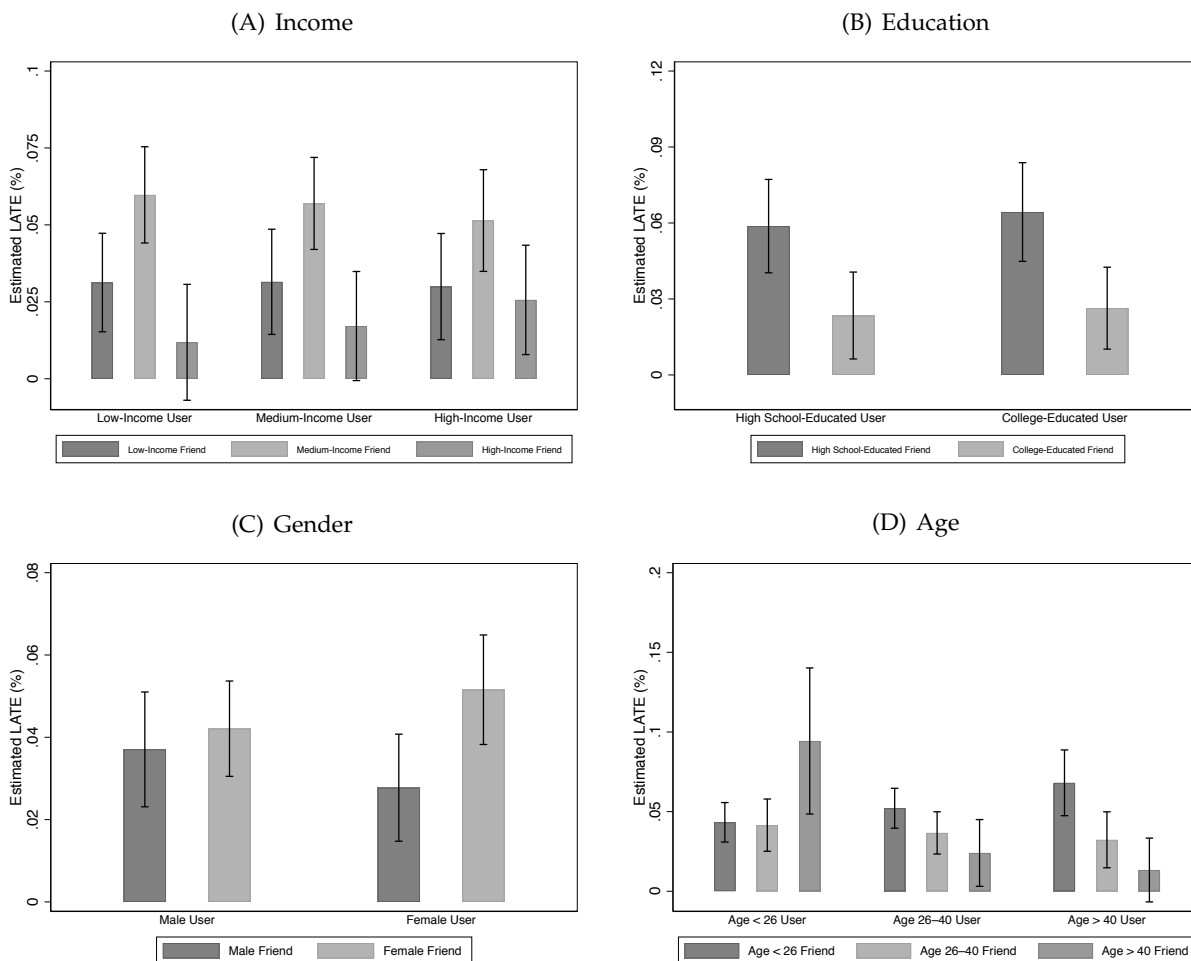 (A) Income
.1
.075
.05
.025
0
Estimated LATE (%)
Low-Income User Medium-Income User High-Income User
Low-Income Friend Medium-Income Friend High-Income Friend
(B) Education
.12
.09
.06
.03
0
Estimated LATE (%)
High School-Educated User College-Educated User
High School-Educated Friend College-Educated Friend
(C) Gender
.08
.06
.04
.02
0
Estimated LATE (%)
Male User Female User
Male Friend Female Friend
(D) Age
.2
.15
.1
.05
0
Estimated LATE (%)
Age < 26 User Age 26–40 User Age > 40 User
Age < 26 Friend Age 26–40 Friend Age > 40 Friend